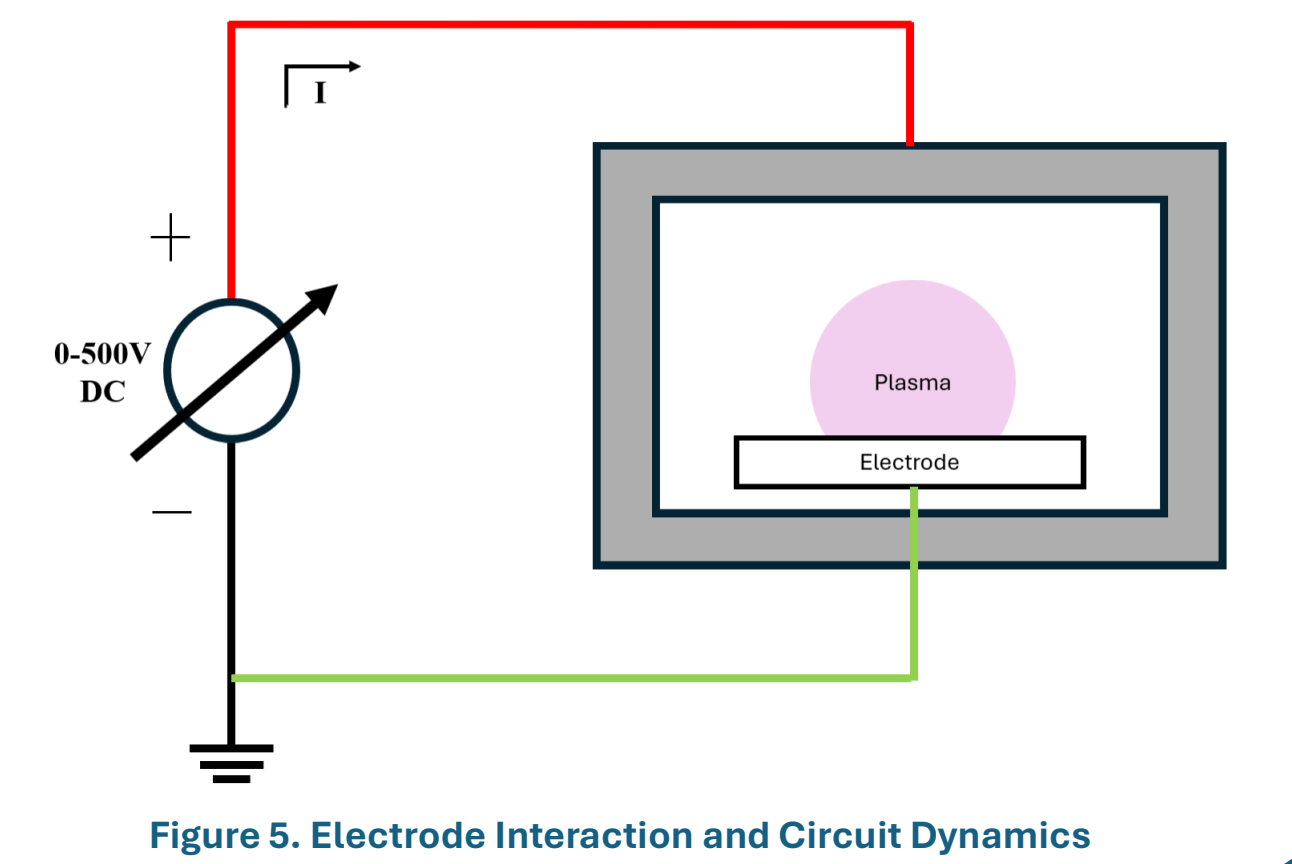 I
+
0-500V
DC
Plasma
Electrode
—
Figure 5. Electrode Interaction and Circuit Dynamics